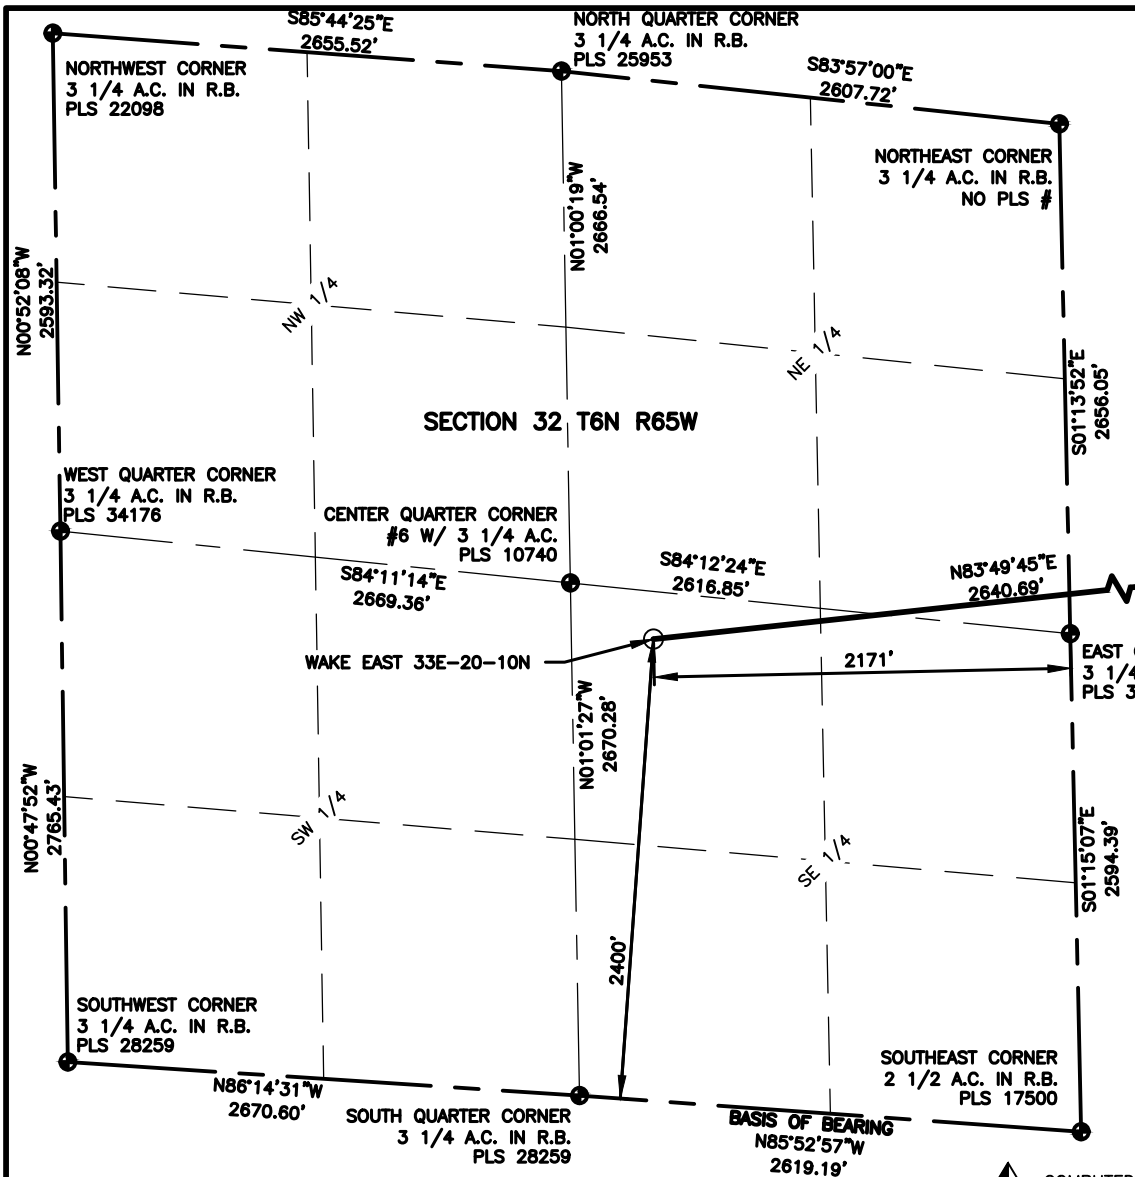 S85°44'25"E
2655.52'
NORTH QUARTER CORNER
3 1/4 A.C. IN R.B.
PLS 25953
S83°57'00"E
2607.72'
NORTHWEST CORNER
3 1/4 A.C. IN R.B.
PLS 22098
NORTHEAST CORNER
3 1/4 A.C. IN R.B.
NO PLS #
N01°00'19"W
2666.54'
N00°52'08"W
2593.32'
NW 1/4
NE 1/4
S01°13'52"E
2656.05'
SECTION 32 T6N R65W
WEST QUARTER CORNER
3 1/4 A.C. IN R.B.
PLS 34176
CENTER QUARTER CORNER
#6 W/ 3 1/4 A.C.
PLS 10740
S84°11'14"E
2669.36'
S84°12'24"E
2616.85'
N83°49'45"E
2640.69'
WAKE EAST 33E-20-10N
2171'
EAST
3 1/4
PLS 3
N01°01'27"W
2670.28'
N00°47'52"W
2765.43'
SW 1/4
SE 1/4
S01°15'07"E
2594.39'
2400'
SOUTHWEST CORNER
3 1/4 A.C. IN R.B.
PLS 28259
SOUTHEAST CORNER
2 1/2 A.C. IN R.B.
PLS 17500
N86°14'31"W
2670.60'
SOUTH QUARTER CORNER
3 1/4 A.C. IN R.B.
PLS 28259
BASIS OF BEARING
N85°52'57"W
2619.19'